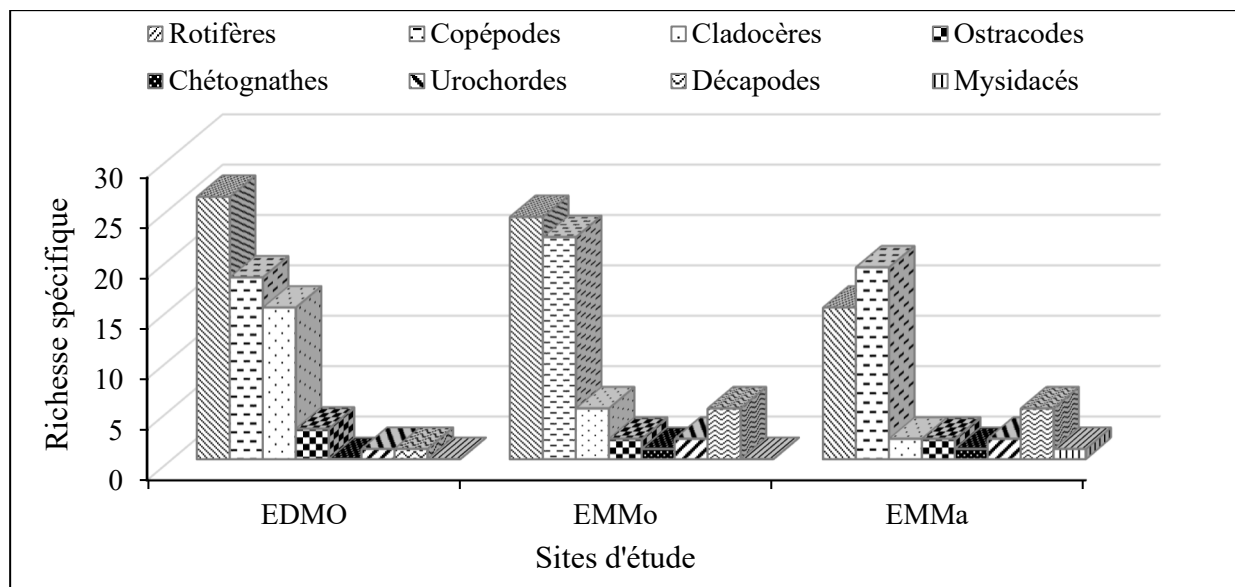 Rotifères Copépodes Cladocères Ostracodes
Chétognathes Urochordes Décapodes Mysidacés
30
25
20
15
10
5
0
Richesse spécifique
EDMO EMMo EMMa
Sites d'étude